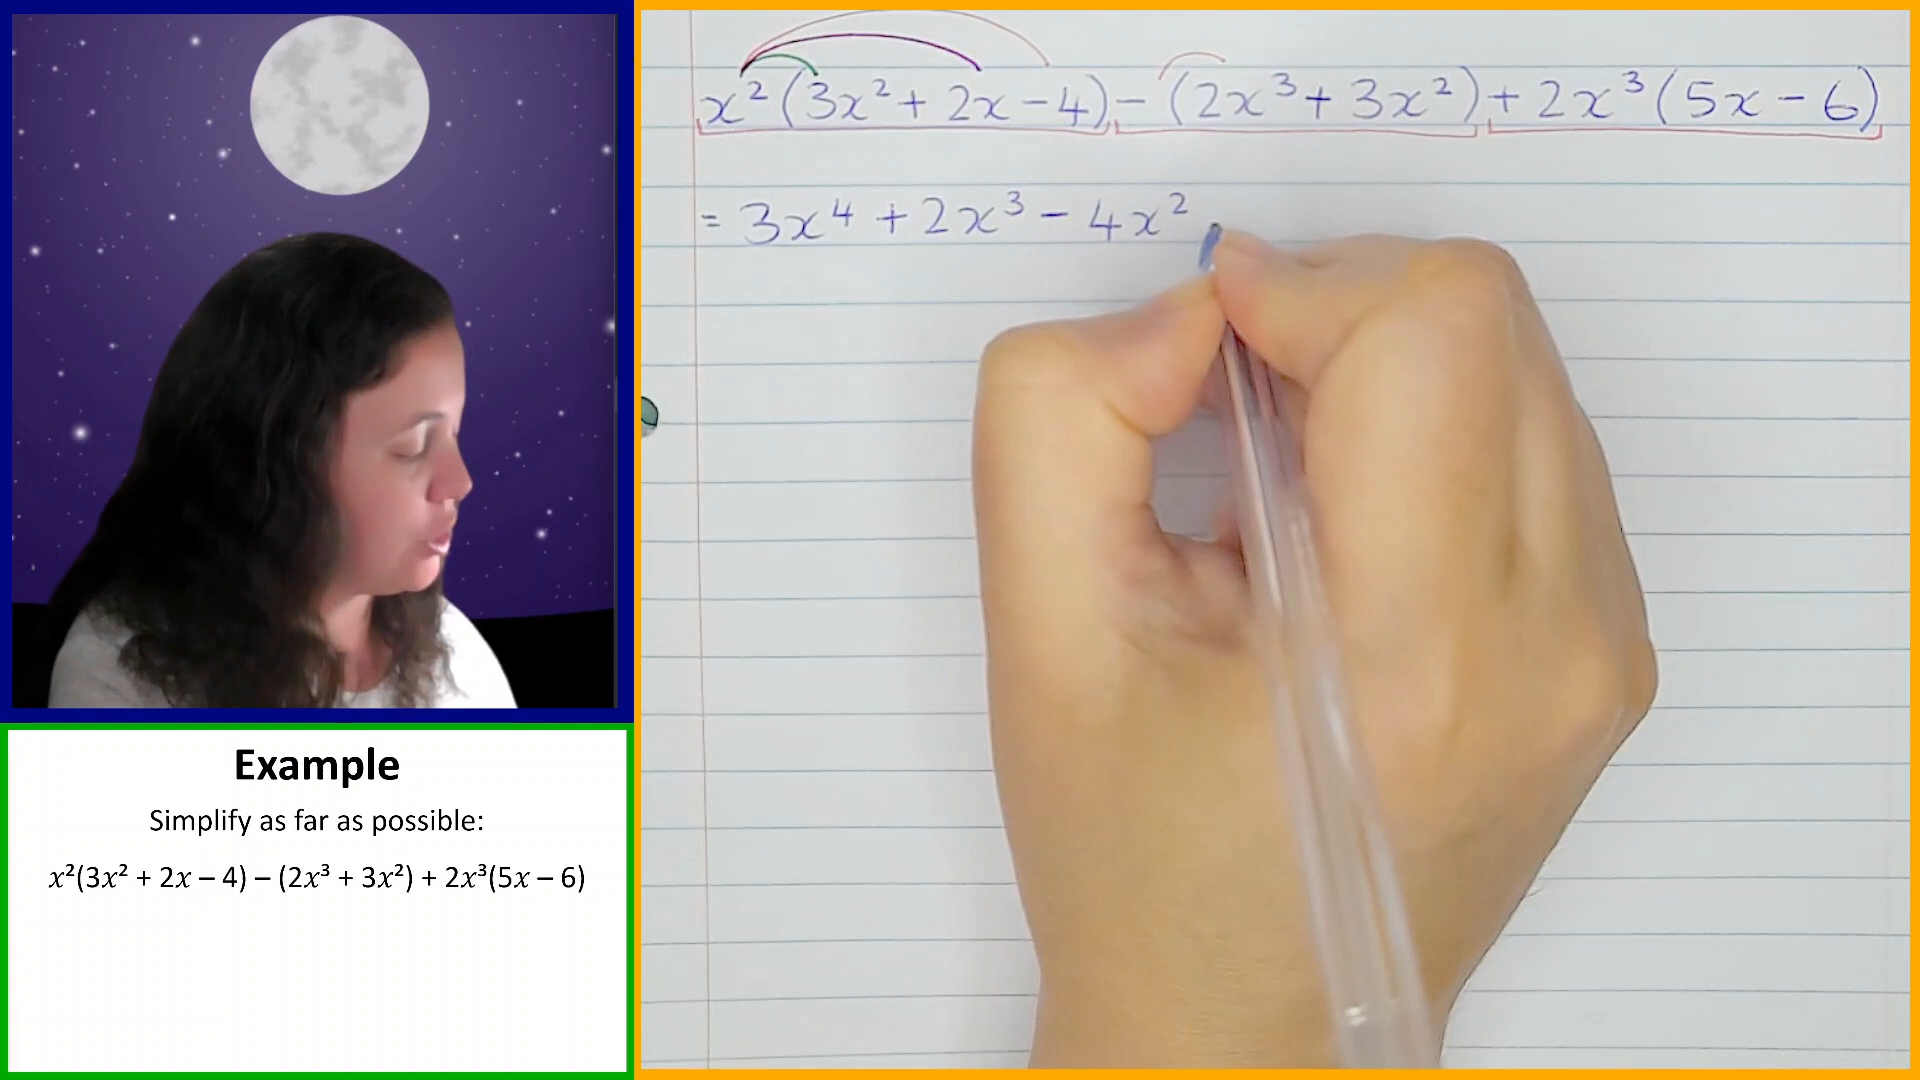 x²(3x² + 2x - 4) - (2x³ + 3x²) + 2x³(5x - 6)
= 3x⁴ + 2x³ - 4x²
Example
Simplify as far as possible:
x²(3x² + 2x – 4) – (2x³ + 3x²) + 2x³(5x – 6)